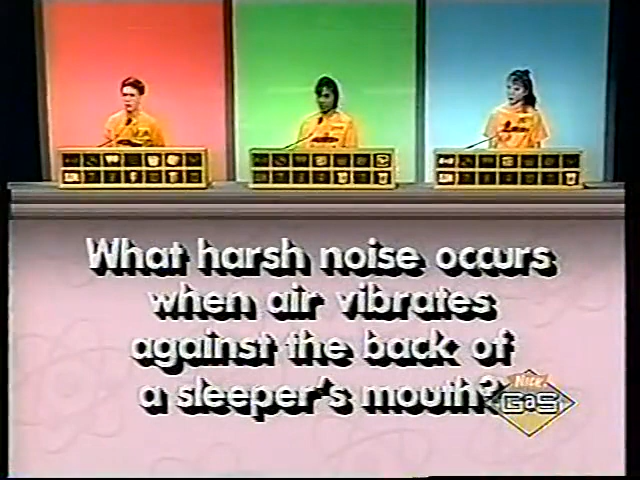 What harsh noise occurs
when air vibrates
against the back of
a sleeper's mouth?
Nick!
GaS